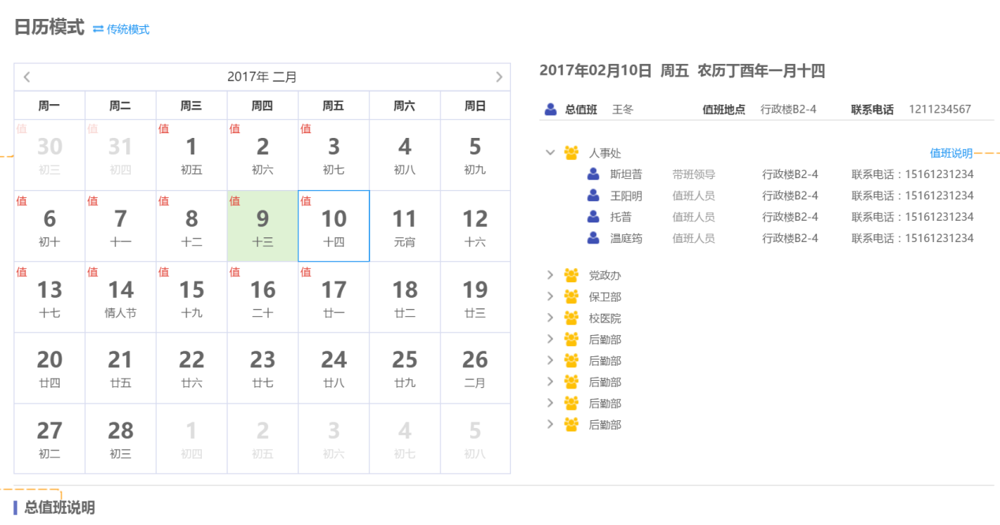 日历模式 传统模式
2017年 二月
周一 周二 周三 周四 周五 周六 周日
值 值 值 值 值
30 31 1 2 3 4 5
初三 初四 初五 初六 初七 初八 初九
值 值 值 值 值
6 7 8 9 10 11 12
初十 十一 十二 十三 十四 元宵 十六
值 值 值 值 值
13 14 15 16 17 18 19
十七 情人节 十九 二十 廿一 廿二 廿三
20 21 22 23 24 25 26
廿四 廿五 廿六 廿七 廿八 廿九 二月
27 28 1 2 3 4 5
初二 初三 初四 初五 初六 初七 初八
2017年02月10日 周五 农历丁酉年一月十四
总值班 王冬 值班地点 行政楼B2-4 联系电话 1211234567
人事处 值班说明
斯坦普 带班领导 行政楼B2-4 联系电话：15161231234
王阳明 值班人员 行政楼B2-4 联系电话：15161231234
托普 值班人员 行政楼B2-4 联系电话：15161231234
温庭筠 值班人员 行政楼B2-4 联系电话：15161231234
党政办
保卫部
校医院
后勤部
后勤部
后勤部
后勤部
后勤部
总值班说明